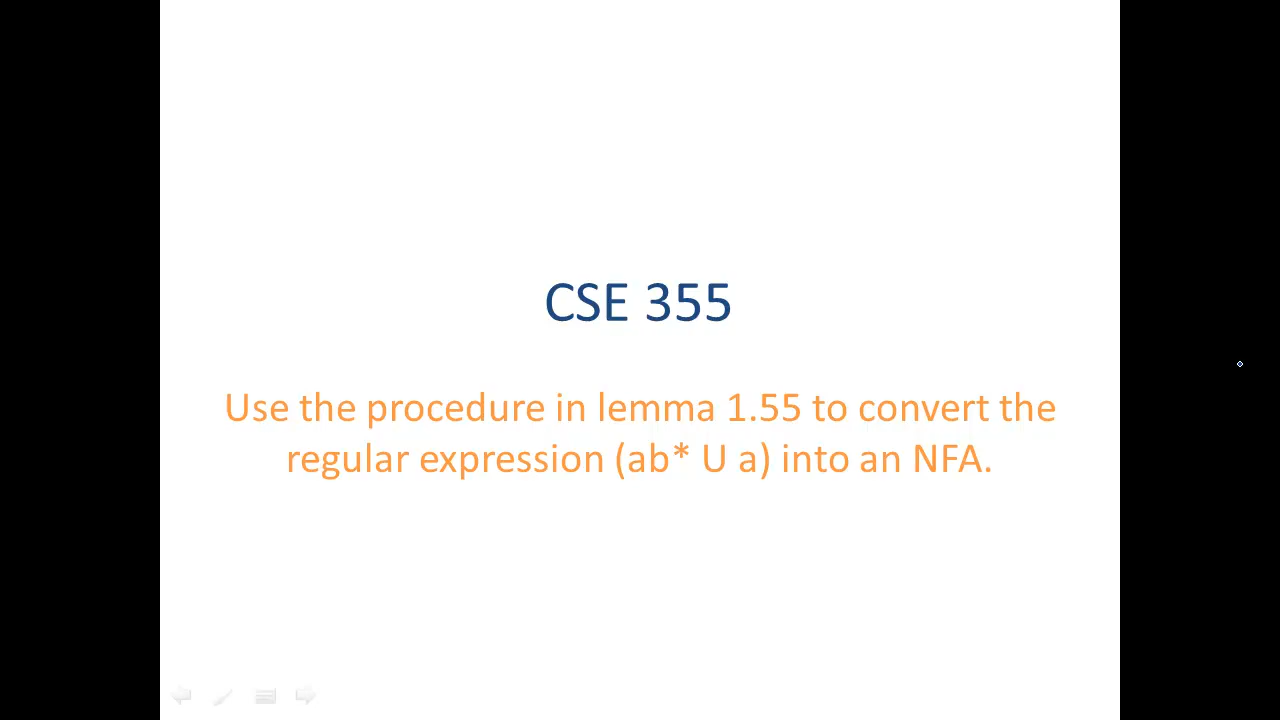 CSE 355
Use the procedure in lemma 1.55 to convert the
regular expression (ab* U a) into an NFA.